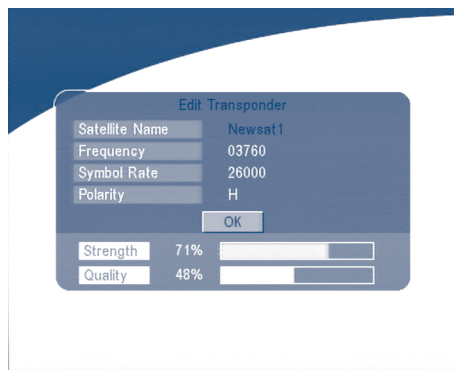 Edit Transponder
Satellite Name Newsat1
Frequency 03760
Symbol Rate 26000
Polarity H
OK
Strength 71%
Quality 48%